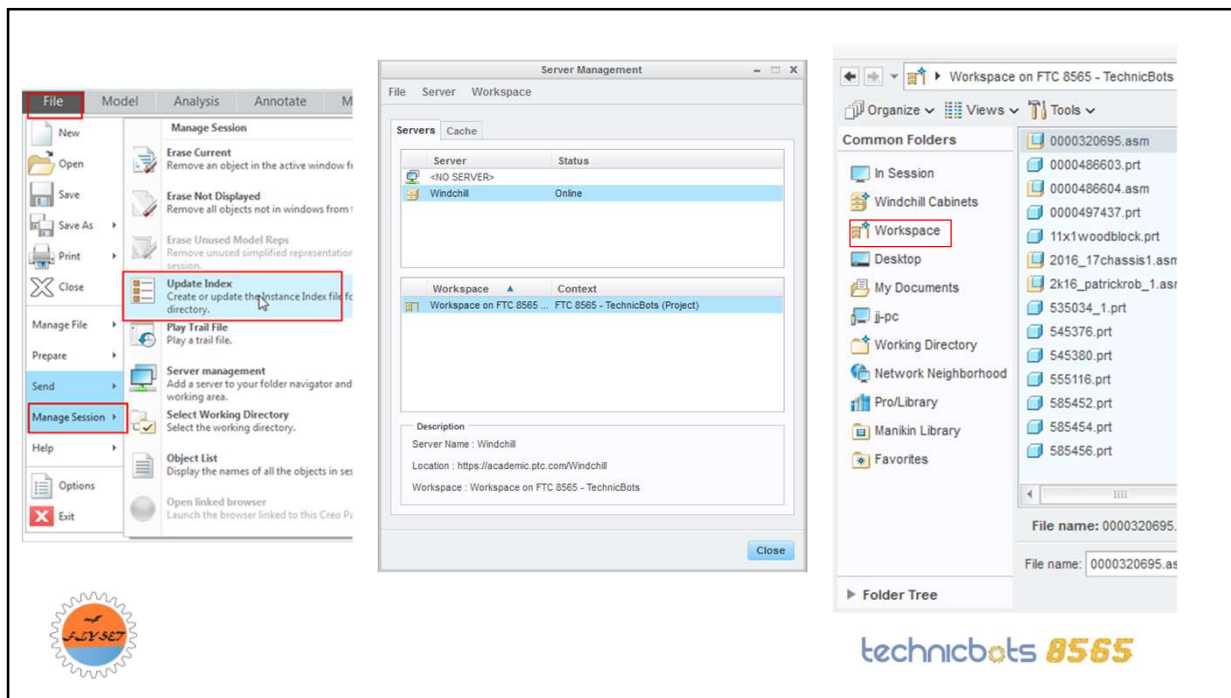 File Model Analysis Annotate M
New
Open
Save
Save As
Print
Close
Manage File
Prepare
Send
Manage Session
Help
Options
Exit
Manage Session
Erase Current
Remove an object in the active window fr
Erase Not Displayed
Remove all objects not in windows from
Erase Unused Model Reps
Remove unused simplified representation
session.
Update Index
Create or update the Instance Index file fo
directory.
Play Trail File
Play a trail file.
Server management
Add a server to your folder navigator and
working area.
Select Working Directory
Select the working directory.
Object List
Display the names of all the objects in ses
Open linked browser
Launch the browser linked to this Creo Pa
Server Management
File Server Workspace
Servers Cache
Server Status
<NO SERVER>
Windchill Online
Workspace Context
Workspace on FTC 8565 ... FTC 8565 - TechnicBots (Project)
Description
Server Name : Windchill
Location : https://academic.ptc.com/Windchill
Workspace : Workspace on FTC 8565 - TechnicBots
Close
Workspace on FTC 8565 - TechnicBots
Organize Views Tools
Common Folders
In Session
Windchill Cabinets
Workspace
Desktop
My Documents
jj-pc
Working Directory
Network Neighborhood
Pro/Library
Manikin Library
Favorites
Folder Tree
0000320695.asm
0000486603.prt
0000486604.asm
0000497437.prt
11x1woodblock.prt
2016_17chassis1.asm
2k16_patrickrob_1.asm
535034_1.prt
545376.prt
545380.prt
555116.prt
585452.prt
585454.prt
585456.prt
File name: 0000320695.
File name: 0000320695.as
FLY SET
technicbots 8565